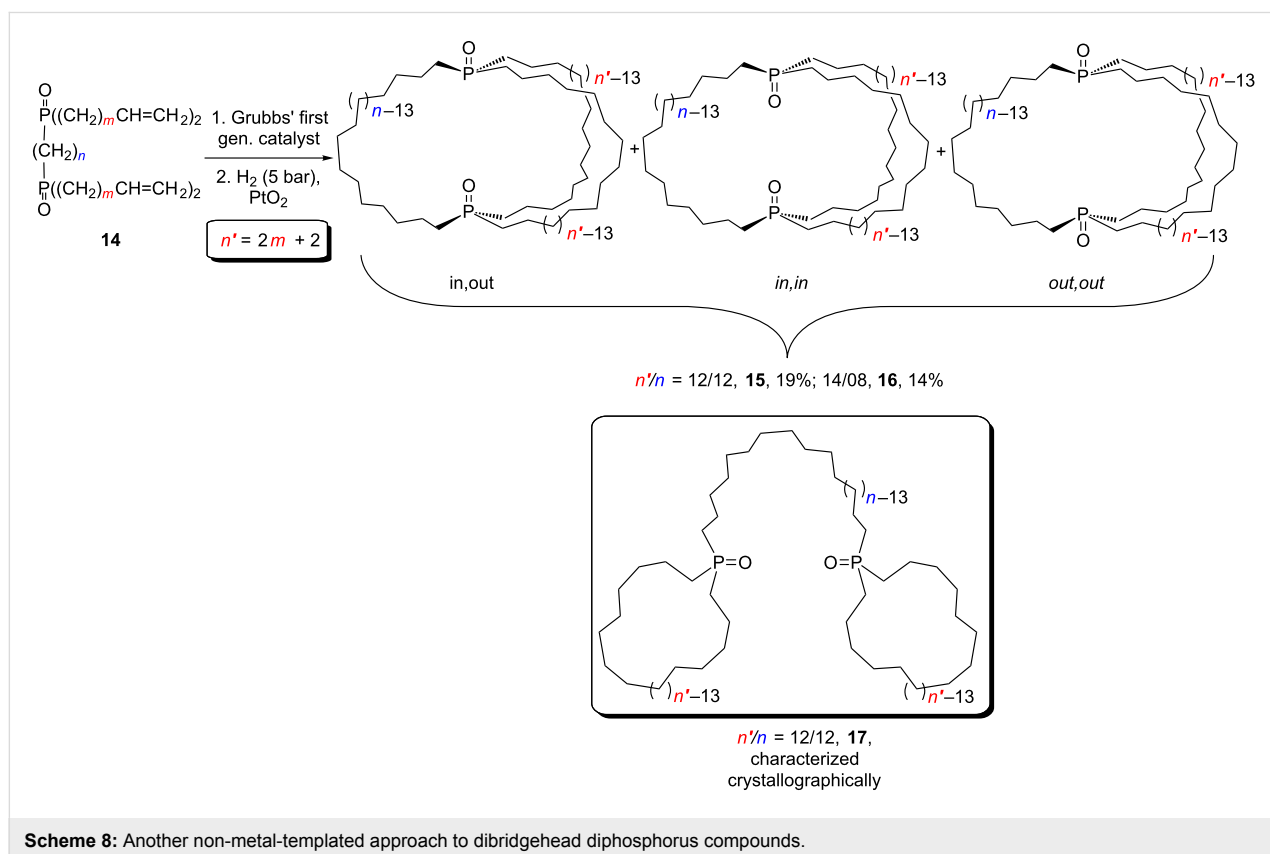 O
P((CH2)mCH=CH2)2
(CH2)n
P((CH2)mCH=CH2)2
O
14
1. Grubbs' first
gen. catalyst
2. H2 (5 bar),
PtO2
n' = 2m + 2
O
P
( ) n'–13
( ) n–13
O
P
( ) n'–13
in,out
+
P
O
( ) n'–13
( ) n–13
O
P
( ) n'–13
in,in
+
O
P
( ) n'–13
( ) n–13
P
O
( ) n'–13
out,out
n'/n = 12/12, 15, 19%; 14/08, 16, 14%
( ) n–13
P=O
O=P
( ) n'–13
( ) n'–13
n'/n = 12/12, 17,
characterized
crystallographically
Scheme 8: Another non-metal-templated approach to dibridgehead diphosphorus compounds.